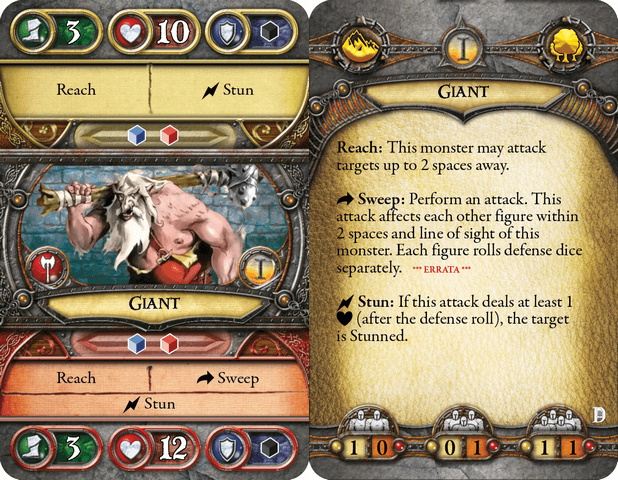 3 10
Reach Stun
I
GIANT
Reach Sweep
Stun
3 12
I
GIANT
Reach: This monster may attack
targets up to 2 spaces away.
Sweep: Perform an attack. This
attack affects each other figure within
2 spaces and line of sight of this
monster. Each figure rolls defense dice
separately. *** ERRATA ***
Stun: If this attack deals at least 1
(after the defense roll), the target
is Stunned.
1 0 0 1 1 1